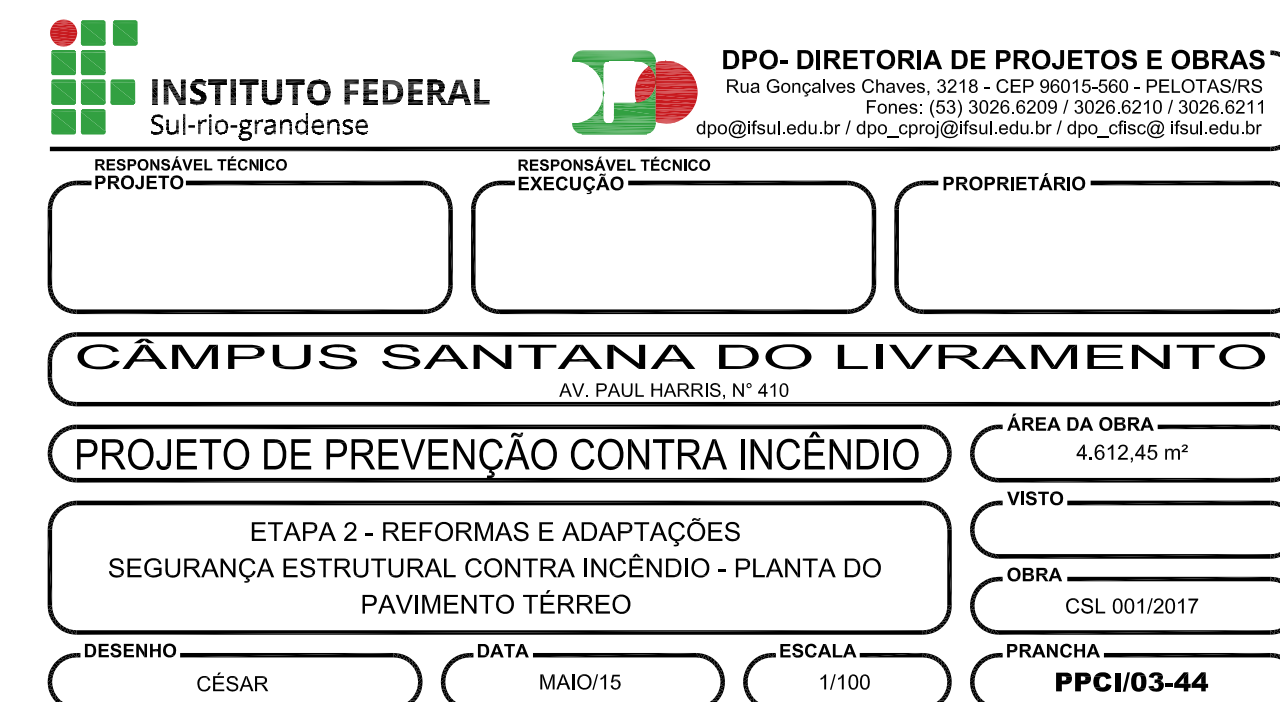 INSTITUTO FEDERAL
Sul-rio-grandense
DPO- DIRETORIA DE PROJETOS E OBRAS
Rua Gonçalves Chaves, 3218 - CEP 96015-560 - PELOTAS/RS
Fones: (53) 3026.6209 / 3026.6210 / 3026.6211
dpo@ifsul.edu.br / dpo_cproj@ifsul.edu.br / dpo_cfisc@ ifsul.edu.br
RESPONSÁVEL TÉCNICO
PROJETO
RESPONSÁVEL TÉCNICO
EXECUÇÃO
PROPRIETÁRIO
CÂMPUS SANTANA DO LIVRAMENTO
AV. PAUL HARRIS, N° 410
PROJETO DE PREVENÇÃO CONTRA INCÊNDIO
ÁREA DA OBRA
4.612,45 m²
VISTO
ETAPA 2 - REFORMAS E ADAPTAÇÕES
SEGURANÇA ESTRUTURAL CONTRA INCÊNDIO - PLANTA DO
PAVIMENTO TÉRREO
OBRA
CSL 001/2017
DESENHO
CÉSAR
DATA
MAIO/15
ESCALA
1/100
PRANCHA
PPCI/03-44